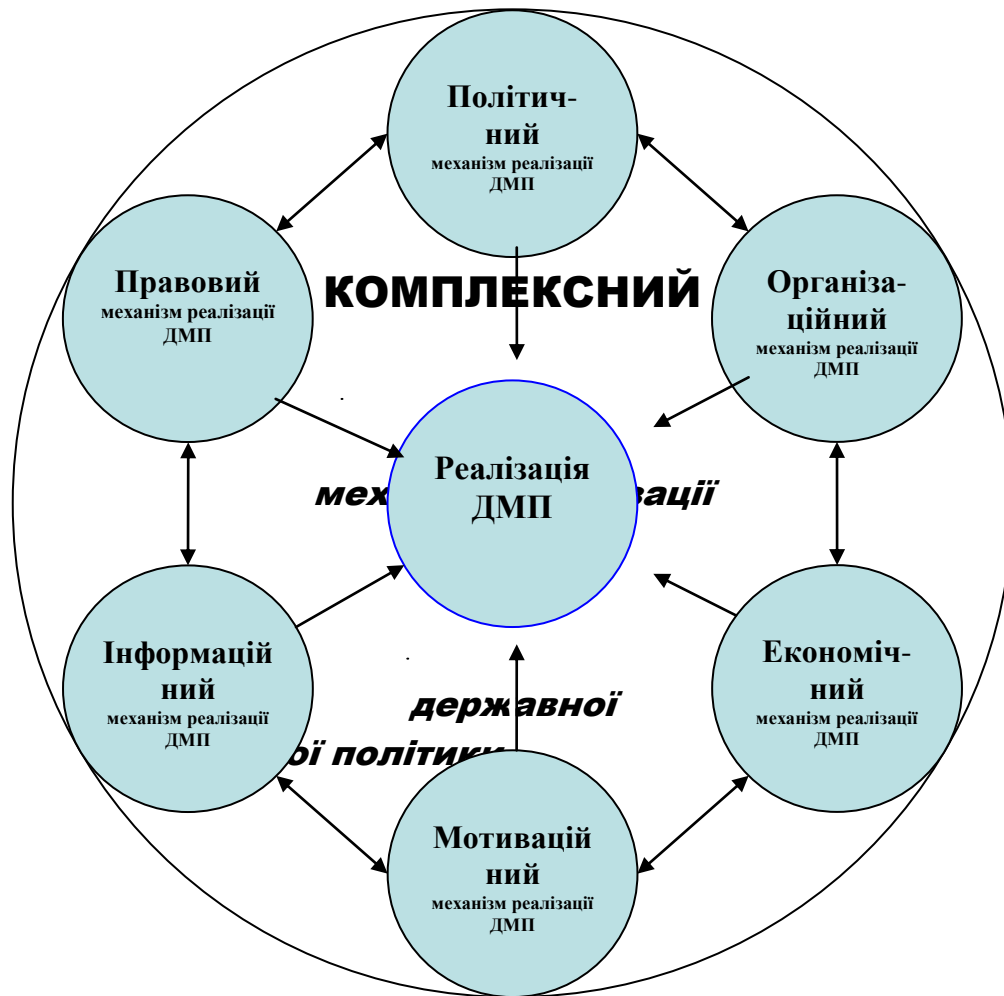 Політич-
ний
механізм реалізації
ДМП
Правовий
механізм реалізації
ДМП
КОМПЛЕКСНИЙ
Організа-
ційний
механізм реалізації
ДМП
Реалізація
ДМП
Інформацій
ний
механізм реалізації
ДМП
державної
політики
Економіч-
ний
механізм реалізації
ДМП
Мотивацій
ний
механізм реалізації
ДМП